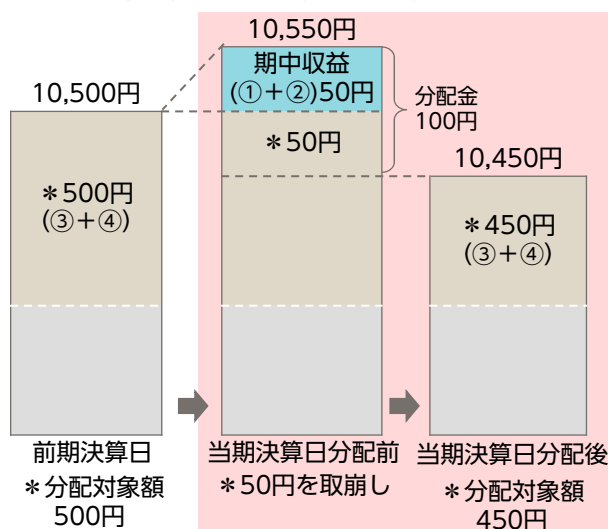 10,500円
＊500円
(③＋④)
前期決算日
＊分配対象額
500円
10,550円
期中収益
(①＋②)50円
＊50円
分配金
100円
当期決算日分配前
＊50円を取崩し
10,450円
＊450円
(③＋④)
当期決算日分配後
＊分配対象額
450円